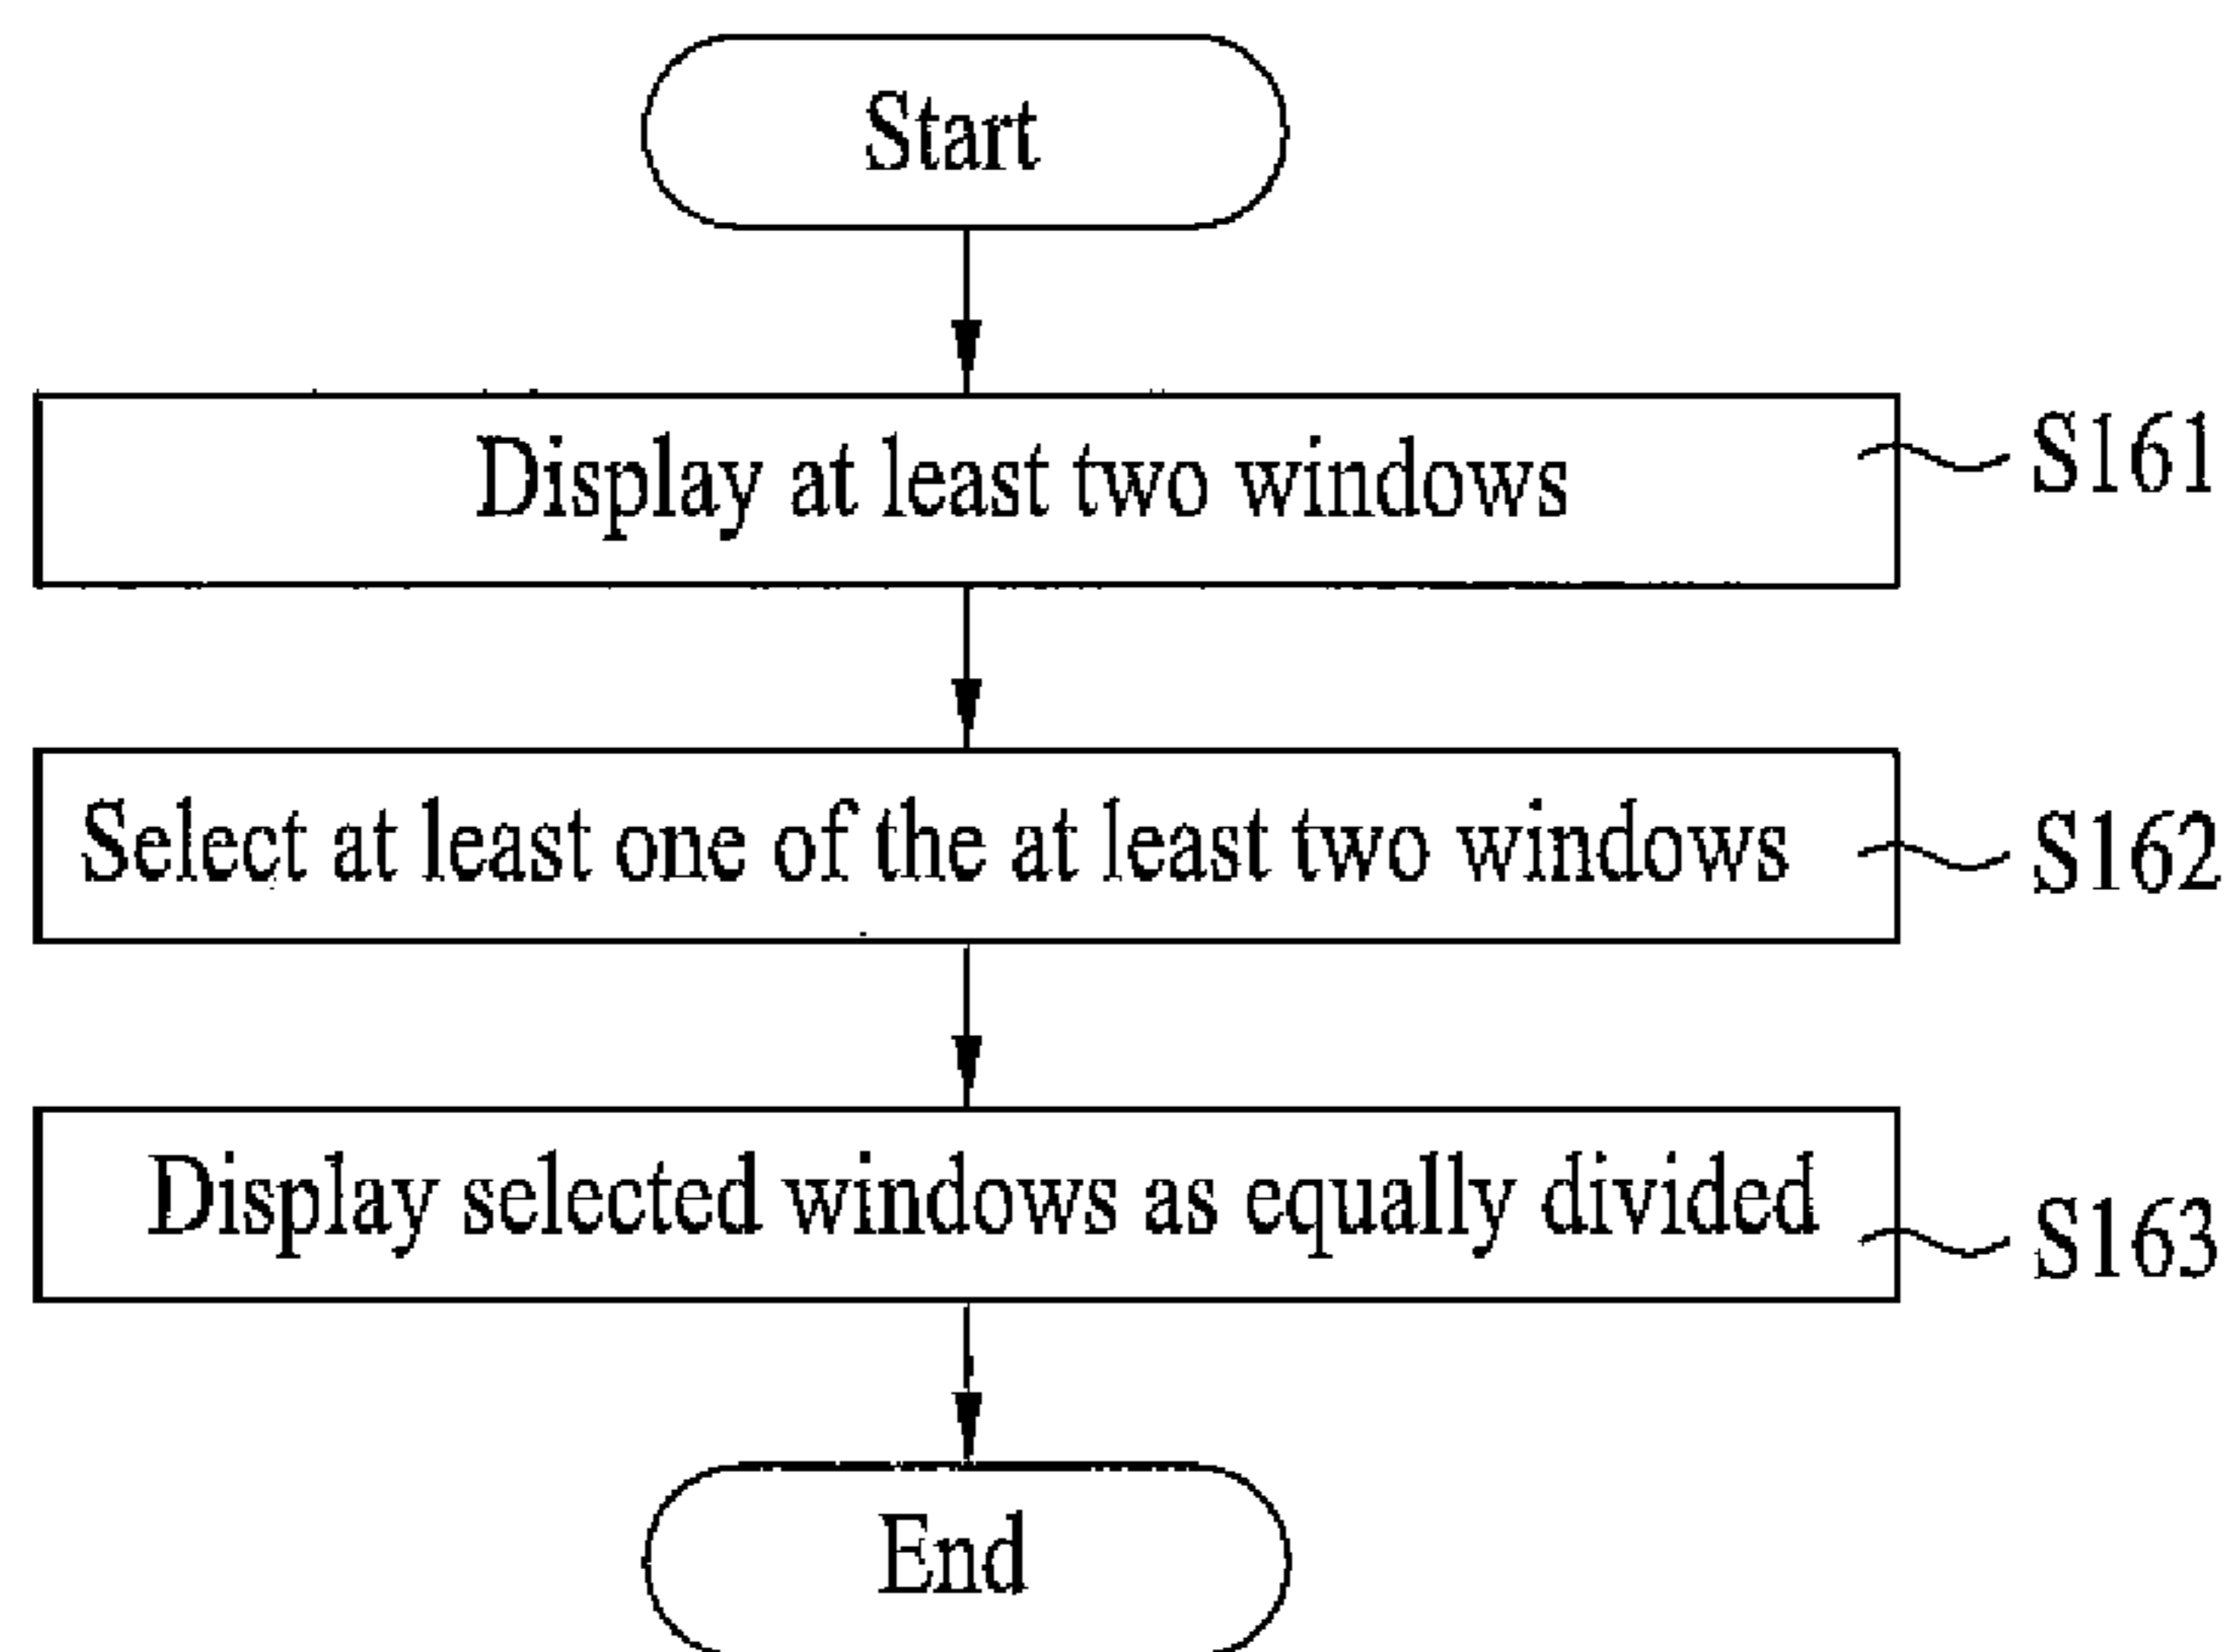 Start
Display at least two windows
S161
Select at least one of the at least two windows
S162
Display selected windows as equally divided
S163
End